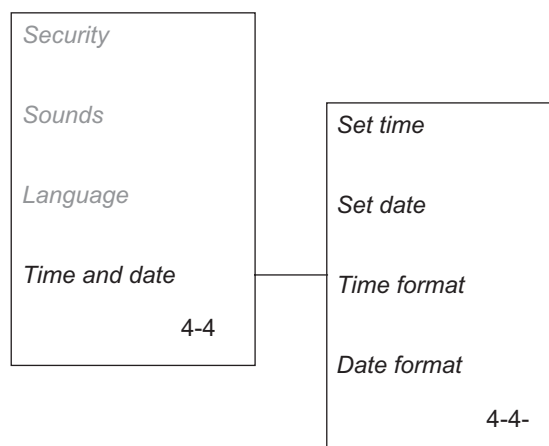 Security
Sounds
Language
Time and date
4-4
Set time
Set date
Time format
Date format
4-4-